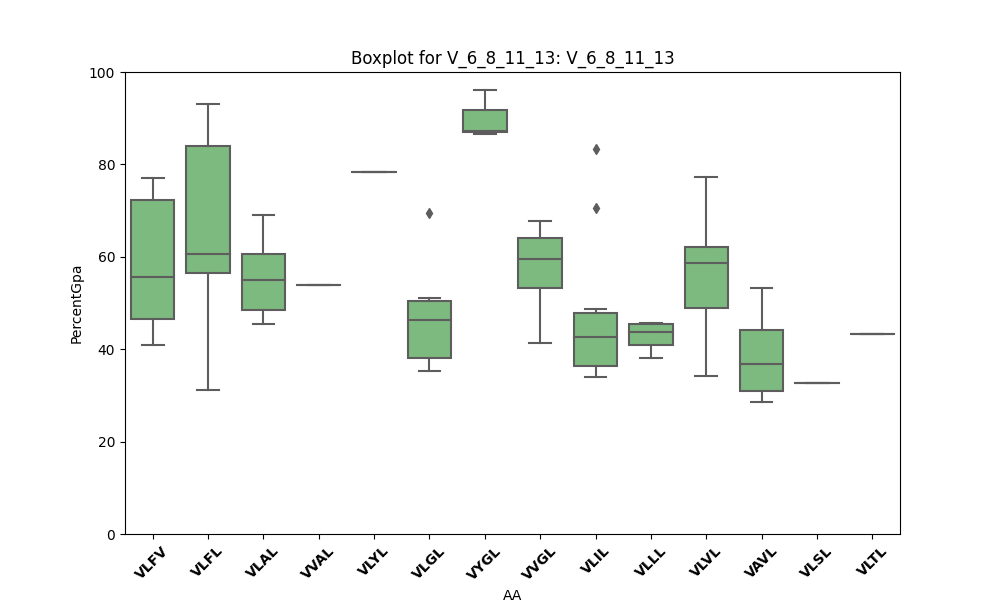 Boxplot for V_6_8_11_13: V_6_8_11_13
100
80
60
40
20
0
PercentGpa
VLFV VLFL VLAL VVAL VLYL VLGL VYGL VVGL VLIL VLLL VLVL VAVL VLSL VLTL
AA